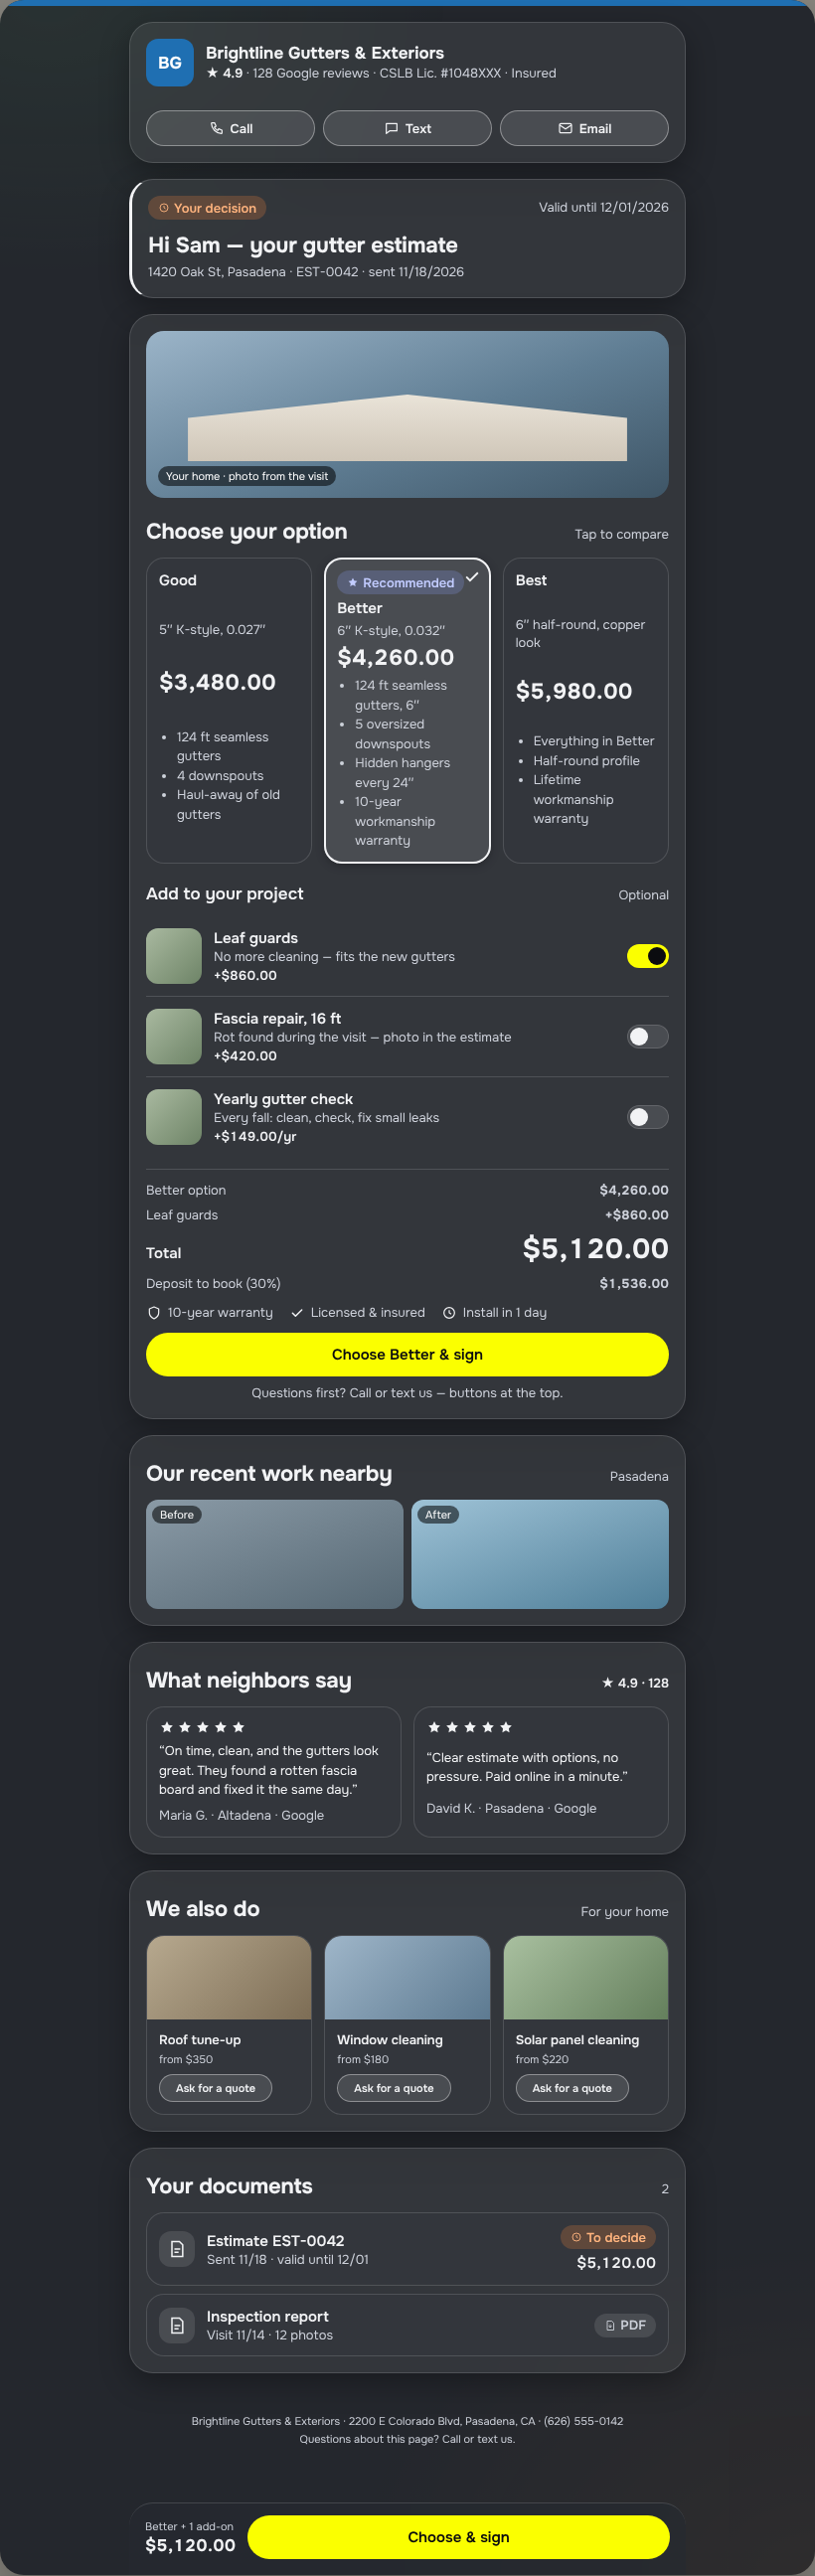 BG
Brightline Gutters & Exteriors
★ 4.9 · 128 Google reviews · CSLB Lic. #1048XXX · Insured
Call
Text
Email
Your decision
Valid until 12/01/2026
Hi Sam — your gutter estimate
1420 Oak St, Pasadena · EST-0042 · sent 11/18/2026
Your home · photo from the visit
Choose your option
Tap to compare
Good
5″ K-style, 0.027″
$3,480.00
• 124 ft seamless
gutters
• 4 downspouts
• Haul-away of old
gutters
★ Recommended
Better
6″ K-style, 0.032″
$4,260.00
• 124 ft seamless
gutters, 6″
• 5 oversized
downspouts
• Hidden hangers
every 24″
• 10-year
workmanship
warranty
Best
6″ half-round, copper
look
$5,980.00
• Everything in Better
• Half-round profile
• Lifetime
workmanship
warranty
Add to your project
Optional
Leaf guards
No more cleaning — fits the new gutters
+$860.00
Fascia repair, 16 ft
Rot found during the visit — photo in the estimate
+$420.00
Yearly gutter check
Every fall: clean, check, fix small leaks
+$149.00/yr
Better option
$4,260.00
Leaf guards
+$860.00
Total
$5,120.00
Deposit to book (30%)
$1,536.00
10-year warranty
Licensed & insured
Install in 1 day
Choose Better & sign
Questions first? Call or text us — buttons at the top.
Our recent work nearby
Pasadena
Before
After
What neighbors say
★ 4.9 · 128
★ ★ ★ ★ ★
“On time, clean, and the gutters look
great. They found a rotten fascia
board and fixed it the same day.”
Maria G. · Altadena · Google
★ ★ ★ ★ ★
“Clear estimate with options, no
pressure. Paid online in a minute.”
David K. · Pasadena · Google
We also do
For your home
Roof tune-up
from $350
Ask for a quote
Window cleaning
from $180
Ask for a quote
Solar panel cleaning
from $220
Ask for a quote
Your documents
2
Estimate EST-0042
Sent 11/18 · valid until 12/01
To decide
$5,120.00
Inspection report
Visit 11/14 · 12 photos
PDF
Brightline Gutters & Exteriors · 2200 E Colorado Blvd, Pasadena, CA · (626) 555-0142
Questions about this page? Call or text us.
Better + 1 add-on
$5,120.00
Choose & sign